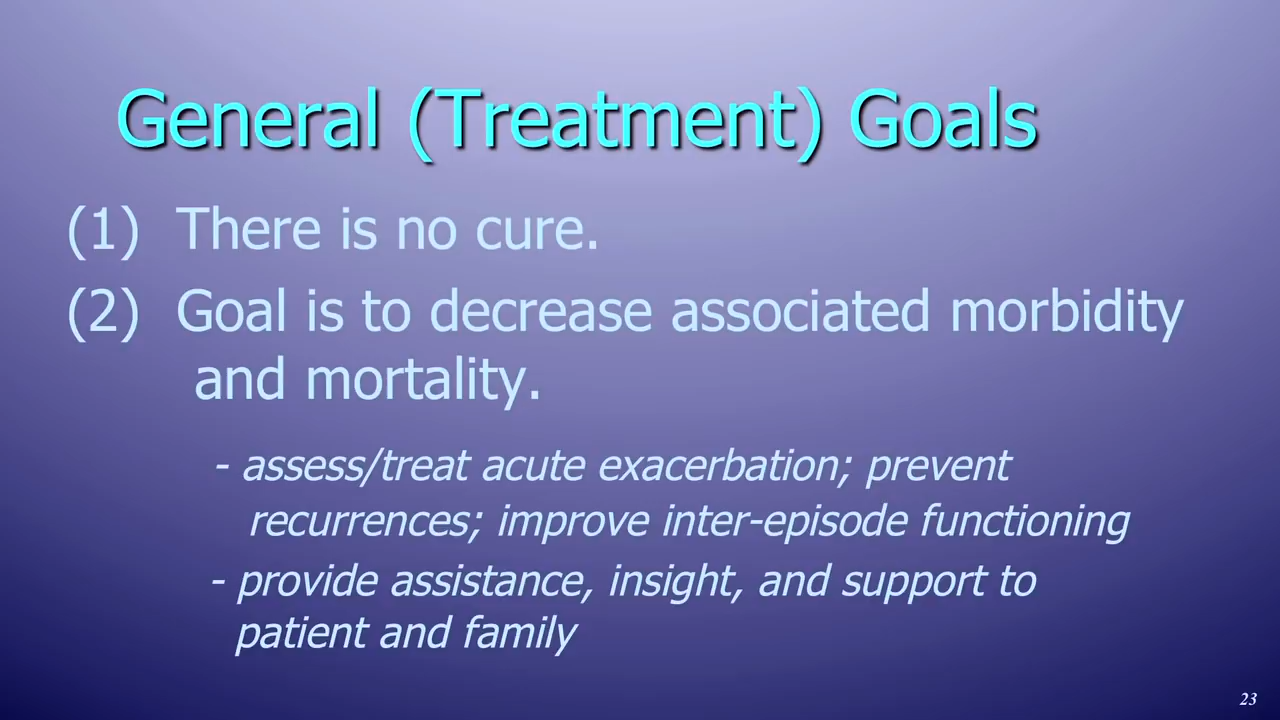 General (Treatment) Goals
(1) There is no cure.
(2) Goal is to decrease associated morbidity
and mortality.
- assess/treat acute exacerbation; prevent
recurrences; improve inter-episode functioning
- provide assistance, insight, and support to
patient and family
23